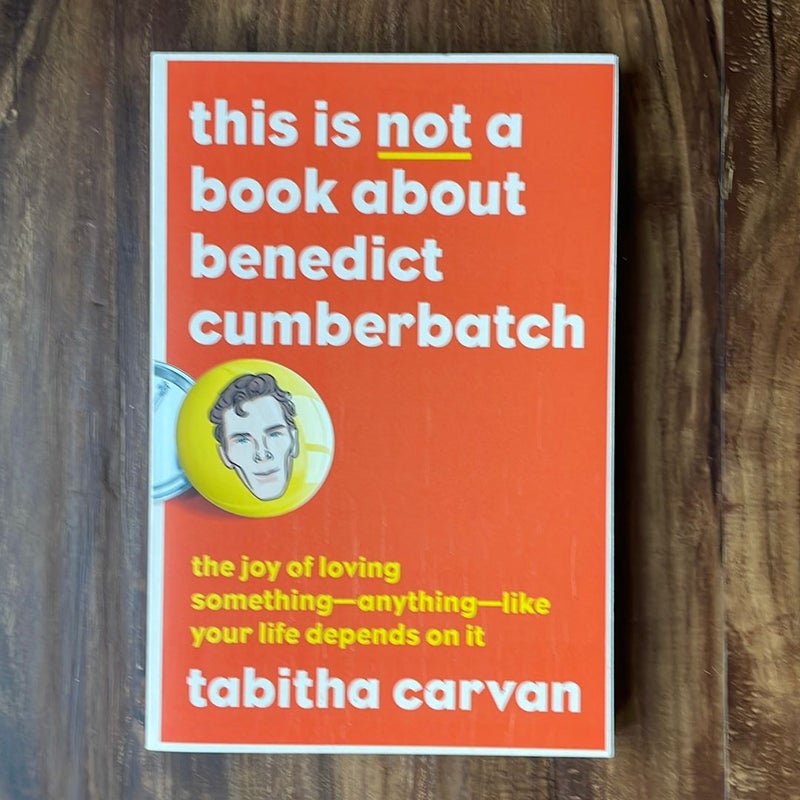 this is not a
book about
benedict
cumberbatch
the joy of loving
something—anything—like
your life depends on it
tabitha carvan